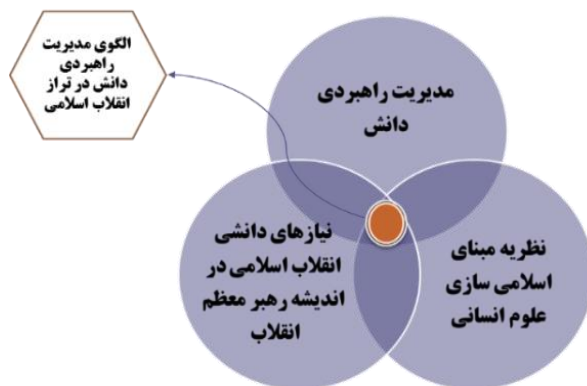 الگوی مدیریت
راهبردی
دانش در تراز
انقلاب اسلامی
مدیریت راهبردی
دانش
نظریه مبنای
اسلامی سازی
علوم انسانی
نیازهای دانشی
انقلاب اسلامی در
اندیشه رهبر معظم
انقلاب